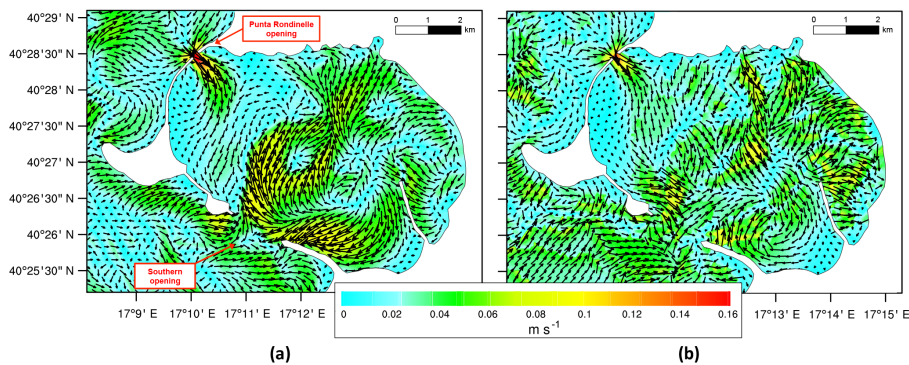 40°29' N
40°28'30" N
40°28' N
40°27'30" N
40°27' N
40°26'30" N
40°26' N
40°25'30" N
Punta Rondinelle
opening
0 1 2
km
Southern
opening
0 1 2
km
17°9' E
17°10' E
17°11' E
17°12' E
17°13' E
17°14' E
17°15' E
0 0.02 0.04 0.06 0.08 0.1 0.12 0.14 0.16
m s⁻¹
(a)
(b)